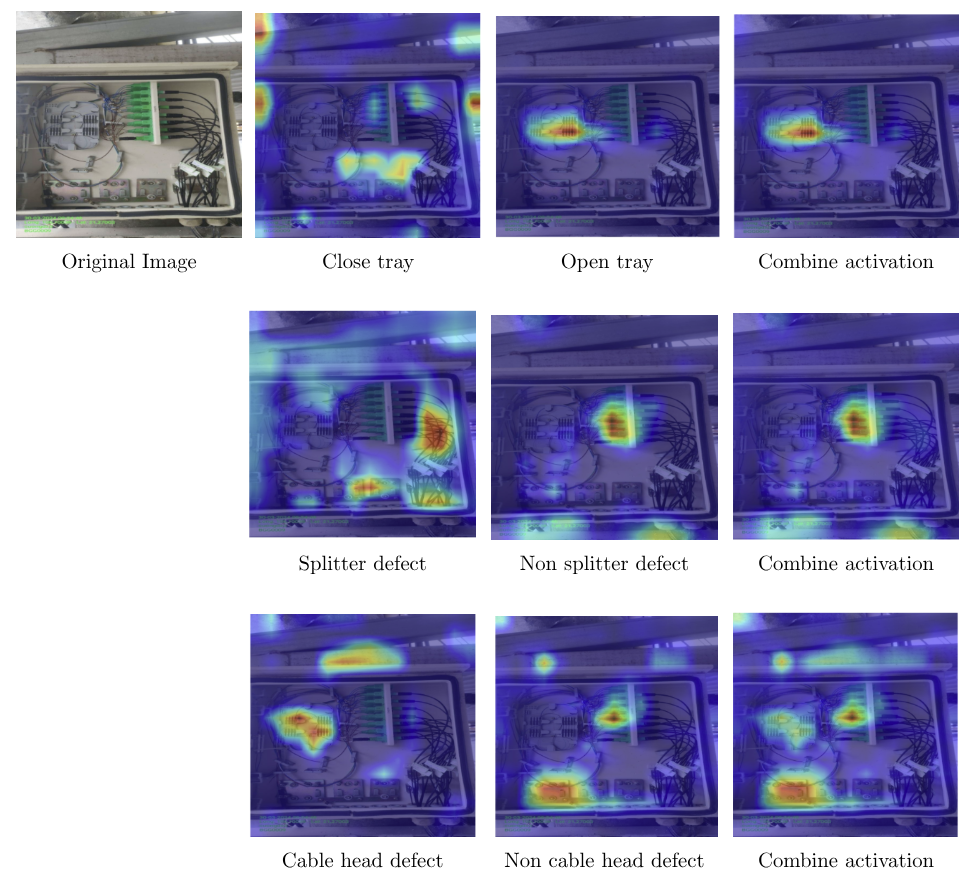 Original Image
Close tray
Open tray
Combine activation
Splitter defect
Non splitter defect
Combine activation
Cable head defect
Non cable head defect
Combine activation